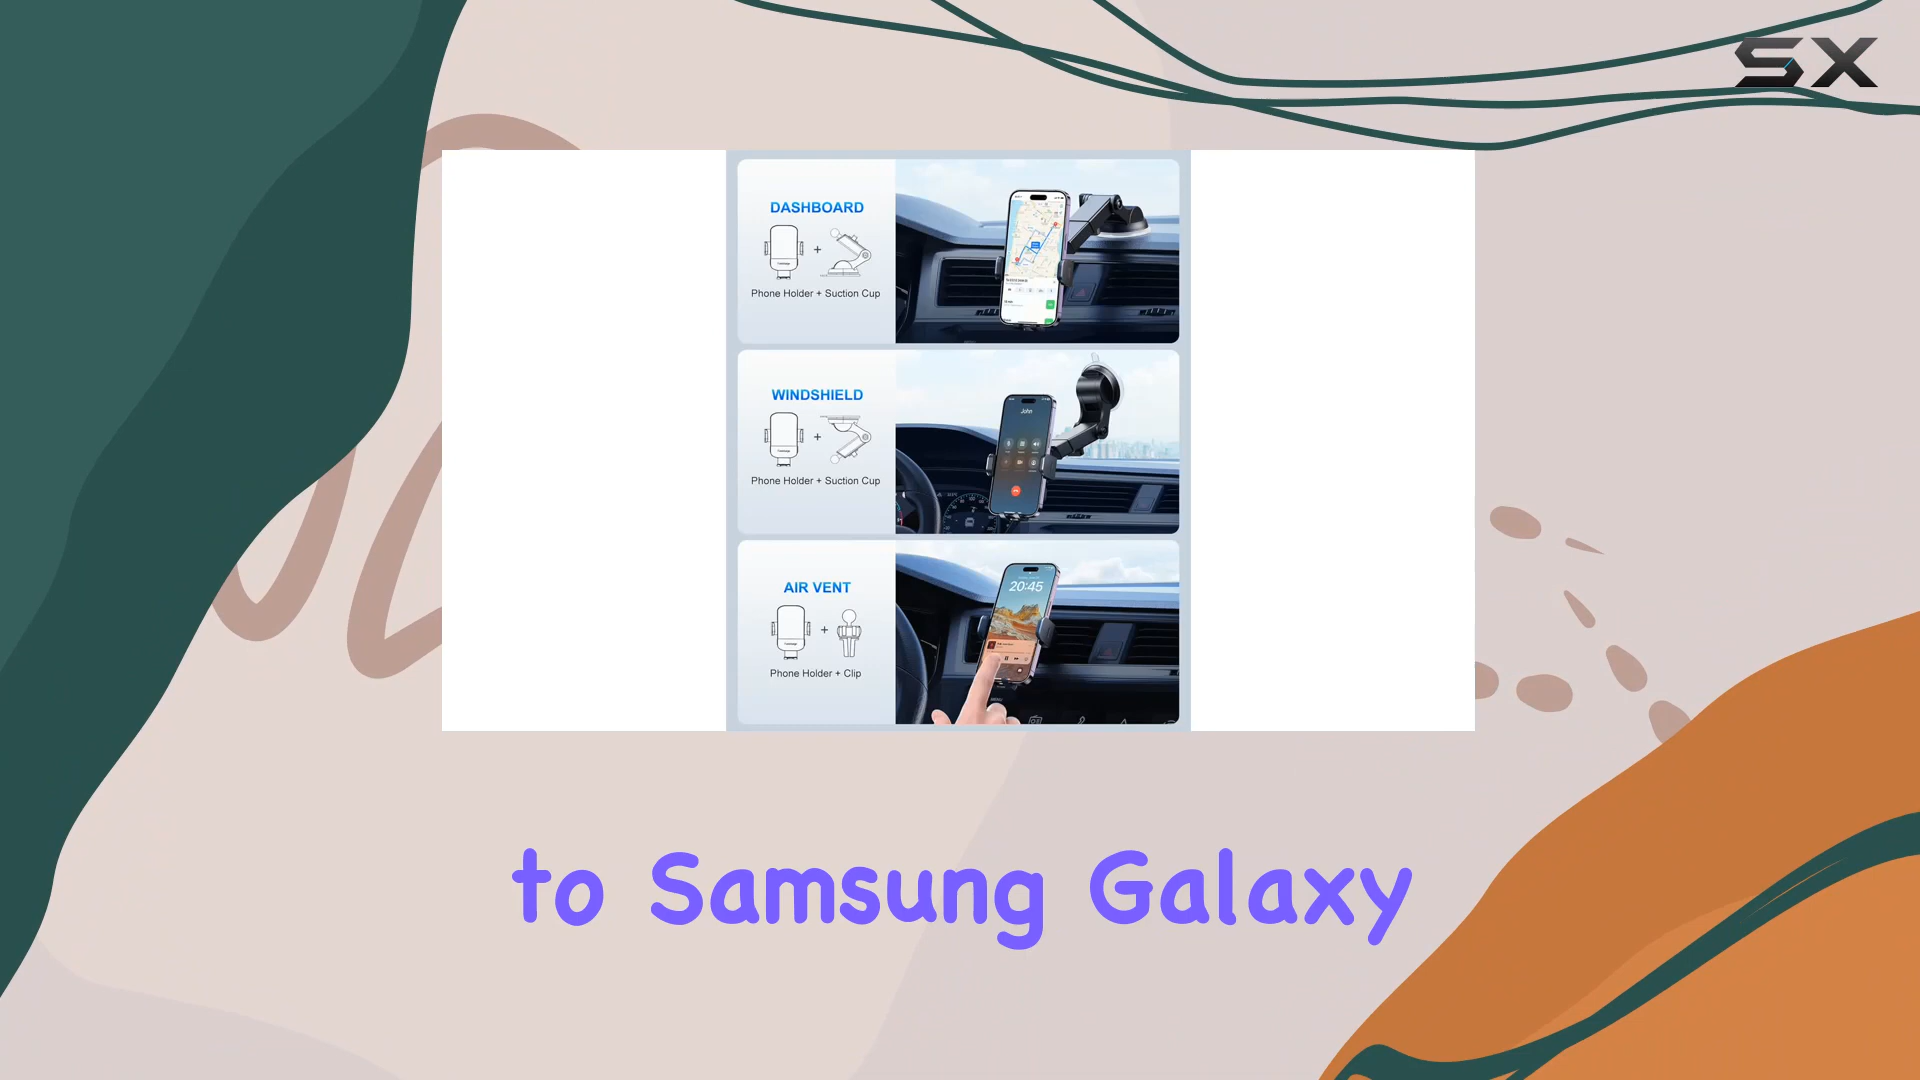 SX
DASHBOARD
+
Phone Holder + Suction Cup
WINDSHIELD
+
Phone Holder + Suction Cup
John
AIR VENT
+
Phone Holder + Clip
20:45
to Samsung Galaxy